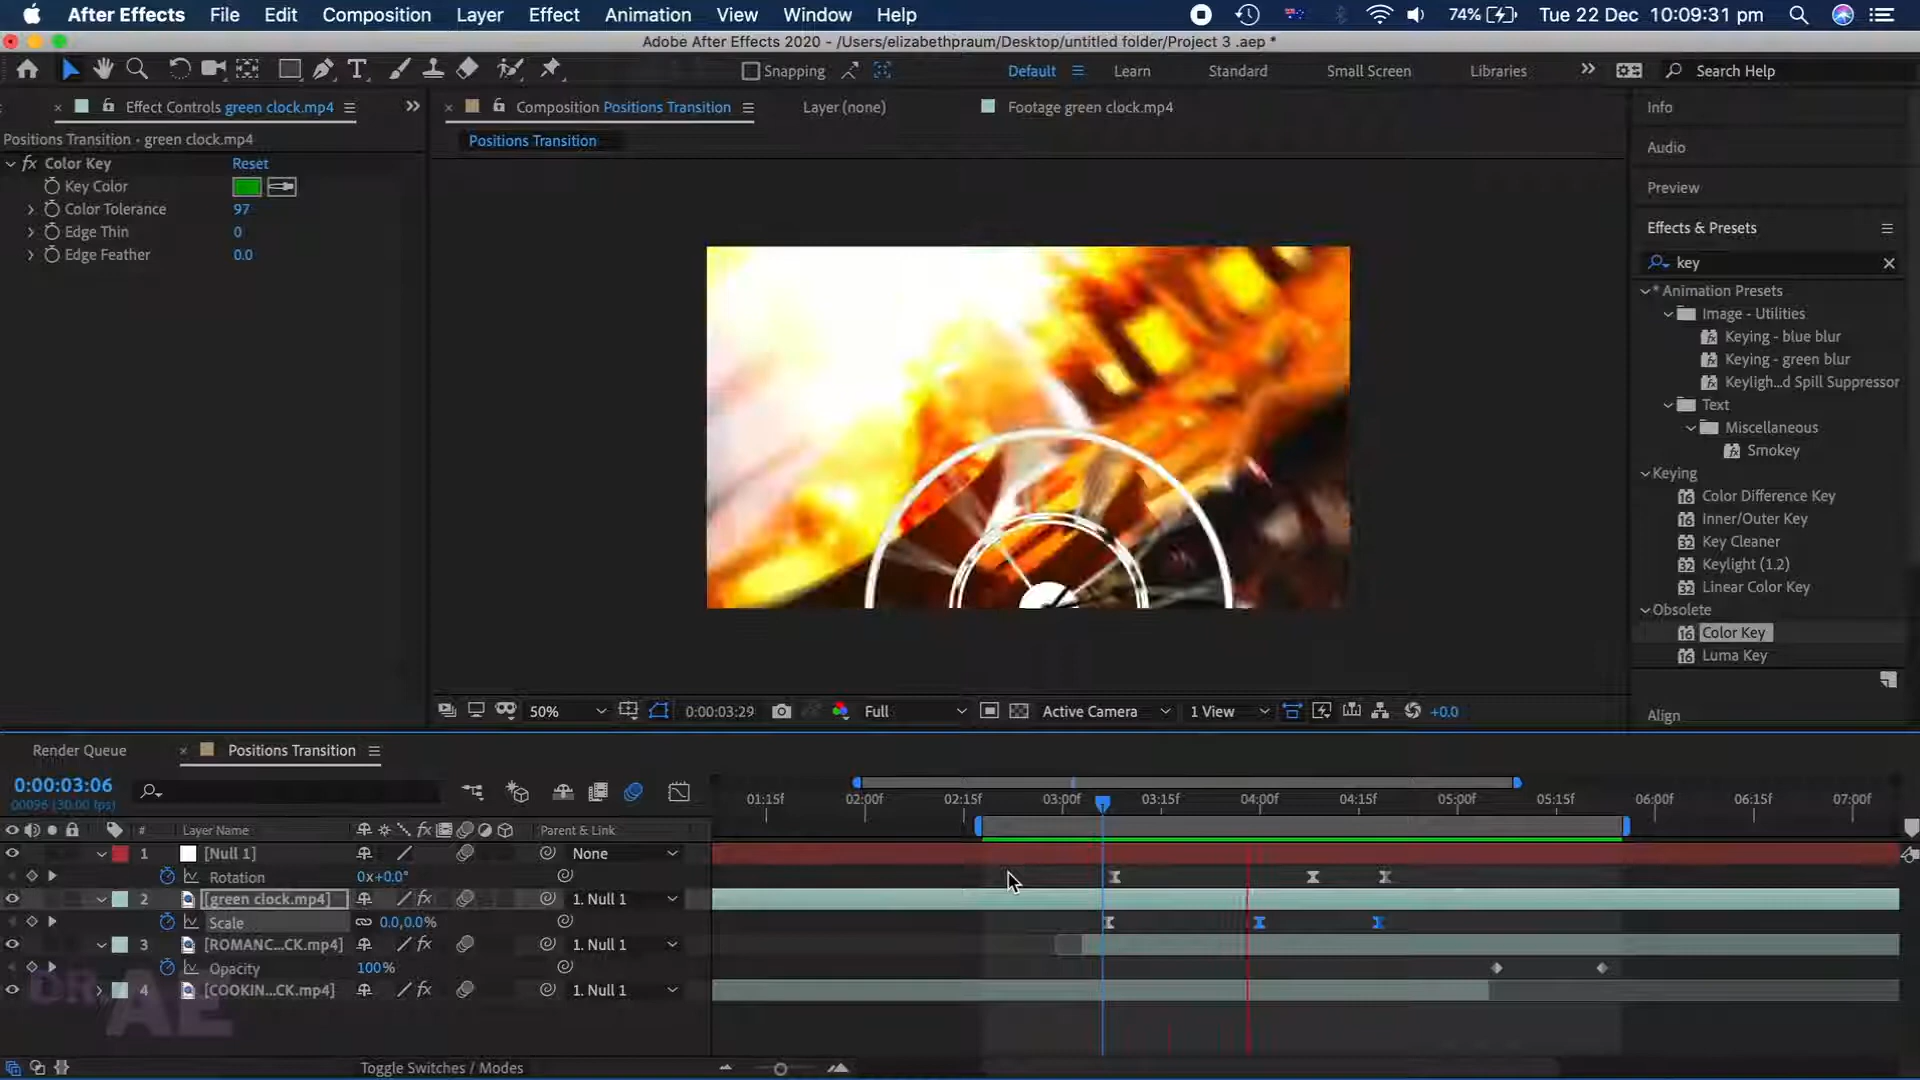 After Effects File Edit Composition Layer Effect Animation View Window Help 74% Tue 22 Dec 10:09:31 pm
Adobe After Effects 2020 - /Users/elizabethpraum/Desktop/untitled folder/Project 3 .aep *
Snapping Default Learn Standard Small Screen Libraries Search Help
Effect Controls green clock.mp4 Composition Positions Transition Layer (none) Footage green clock.mp4 Info
Positions Transition • green clock.mp4 Positions Transition
fx Color Key Reset Audio
Key Color Preview
Color Tolerance 97
Edge Thin 0 Effects & Presets
Edge Feather 0.0 key
* Animation Presets
Image - Utilities
Keying - blue blur
Keying - green blur
Keyligh...d Spill Suppressor
Text
Miscellaneous
Smokey
Keying
Color Difference Key
Inner/Outer Key
Key Cleaner
Keylight (1.2)
Linear Color Key
Obsolete
Color Key
Luma Key
50% 0:00:03:29 Full Active Camera 1 View +0.0 Align
Render Queue Positions Transition
0:00:03:06
00096 (30.00 fps)
01:15f 02:00f 02:15f 03:00f 03:15f 04:00f 04:15f 05:00f 05:15f 06:00f 06:15f 07:00f
# Layer Name fx Parent & Link
1 [Null 1] None
Rotation 0x+0.0°
2 [green clock.mp4] fx 1. Null 1
Scale 0.0,0.0%
3 [ROMANC...CK.mp4] fx 1. Null 1
Opacity 100%
4 [COOKIN...CK.mp4] fx 1. Null 1
DR.
AE
Toggle Switches / Modes